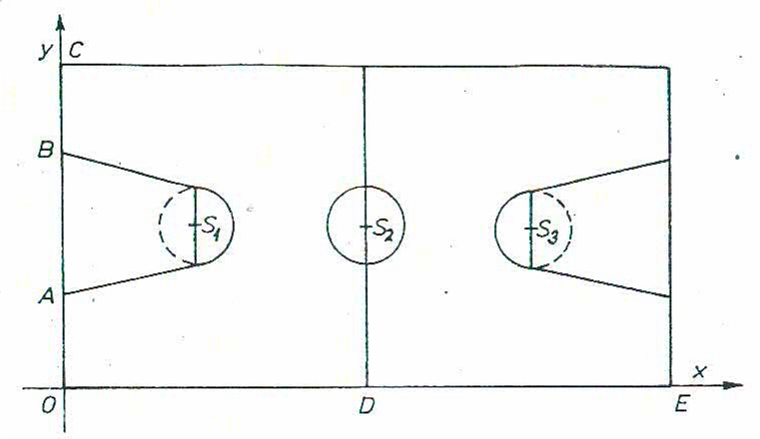 y C
B
S1 S2 S3
A
x
O D E